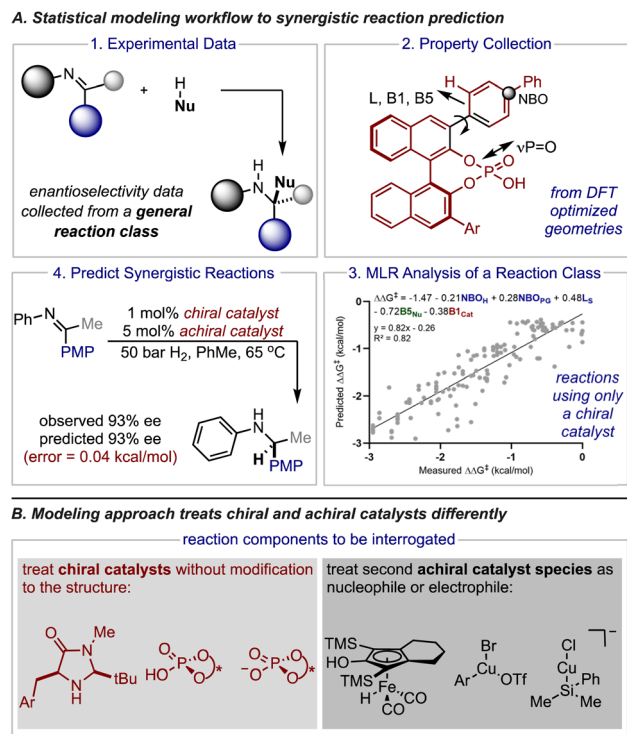 A. Statistical modeling workflow to synergistic reaction prediction
1. Experimental Data
N
+
H
Nu
H
N
Nu
enantioselectivity data
collected from a general
reaction class
2. Property Collection
H
Ph
L, B1, B5
NBO
νP=O
O
P
O
O
OH
Ar
from DFT
optimized
geometries
4. Predict Synergistic Reactions
Ph
N
Me
PMP
1 mol% chiral catalyst
5 mol% achiral catalyst
50 bar H2, PhMe, 65 ºC
observed 93% ee
predicted 93% ee
(error = 0.04 kcal/mol)
H
N
Me
H
PMP
3. MLR Analysis of a Reaction Class
ΔΔG‡ = -1.47 - 0.21NBOH + 0.28NBOPG + 0.48LS
- 0.72B5Nu - 0.38B1Cat
y = 0.82x - 0.26
R² = 0.82
0
-1
-2
-3
Predicted ΔΔG‡ (kcal/mol)
-3
-2
-1
0
Measured ΔΔG‡ (kcal/mol)
reactions
using only
a chiral
catalyst
B. Modeling approach treats chiral and achiral catalysts differently
reaction components to be interrogated
treat chiral catalysts without modification
to the structure:
O
Me
N
N
H
tBu
Ar
O
P
HO
O
O
*
O
P
−O
O
O
*
treat second achiral catalyst species as
nucleophile or electrophile:
TMS
HO
TMS
Fe
H
CO
CO
Br
Cu
Ar
OTf
Cl
Cu
Ph
Si
Me
Me
−